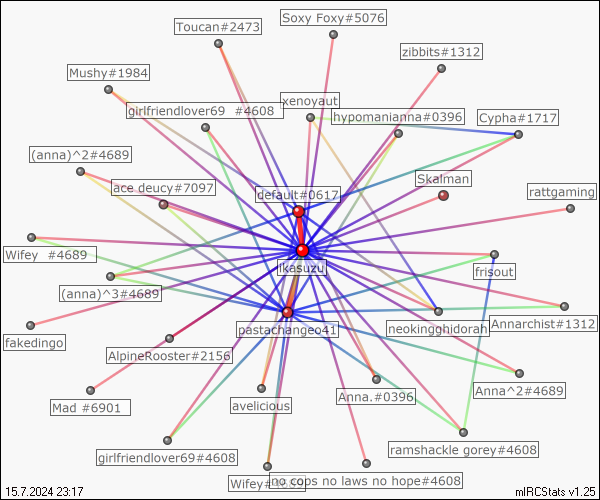 Soxy Foxy#5076
Toucan#2473
zibbits#1312
Mushy#1984
xenoyaut
girlfriendlover69 #4608
hypomanianna#0396
Cypha#1717
(anna)^2#4689
Skalman
ace deucy#7097
default#0617
rattgaming
Wifey #4689
ikasuzu
frisout
(anna)^3#4689
pastachangeo41
neokingghidorah
Annarchist#1312
fakedingo
AlpineRooster#2156
Anna^2#4689
Mad #6901
avelicious
Anna.#0396
girlfriendlover69#4608
ramshackle gorey#4608
Wifey#
no cops no laws no hope#4608
15.7.2024 23:17
mIRCStats v1.25